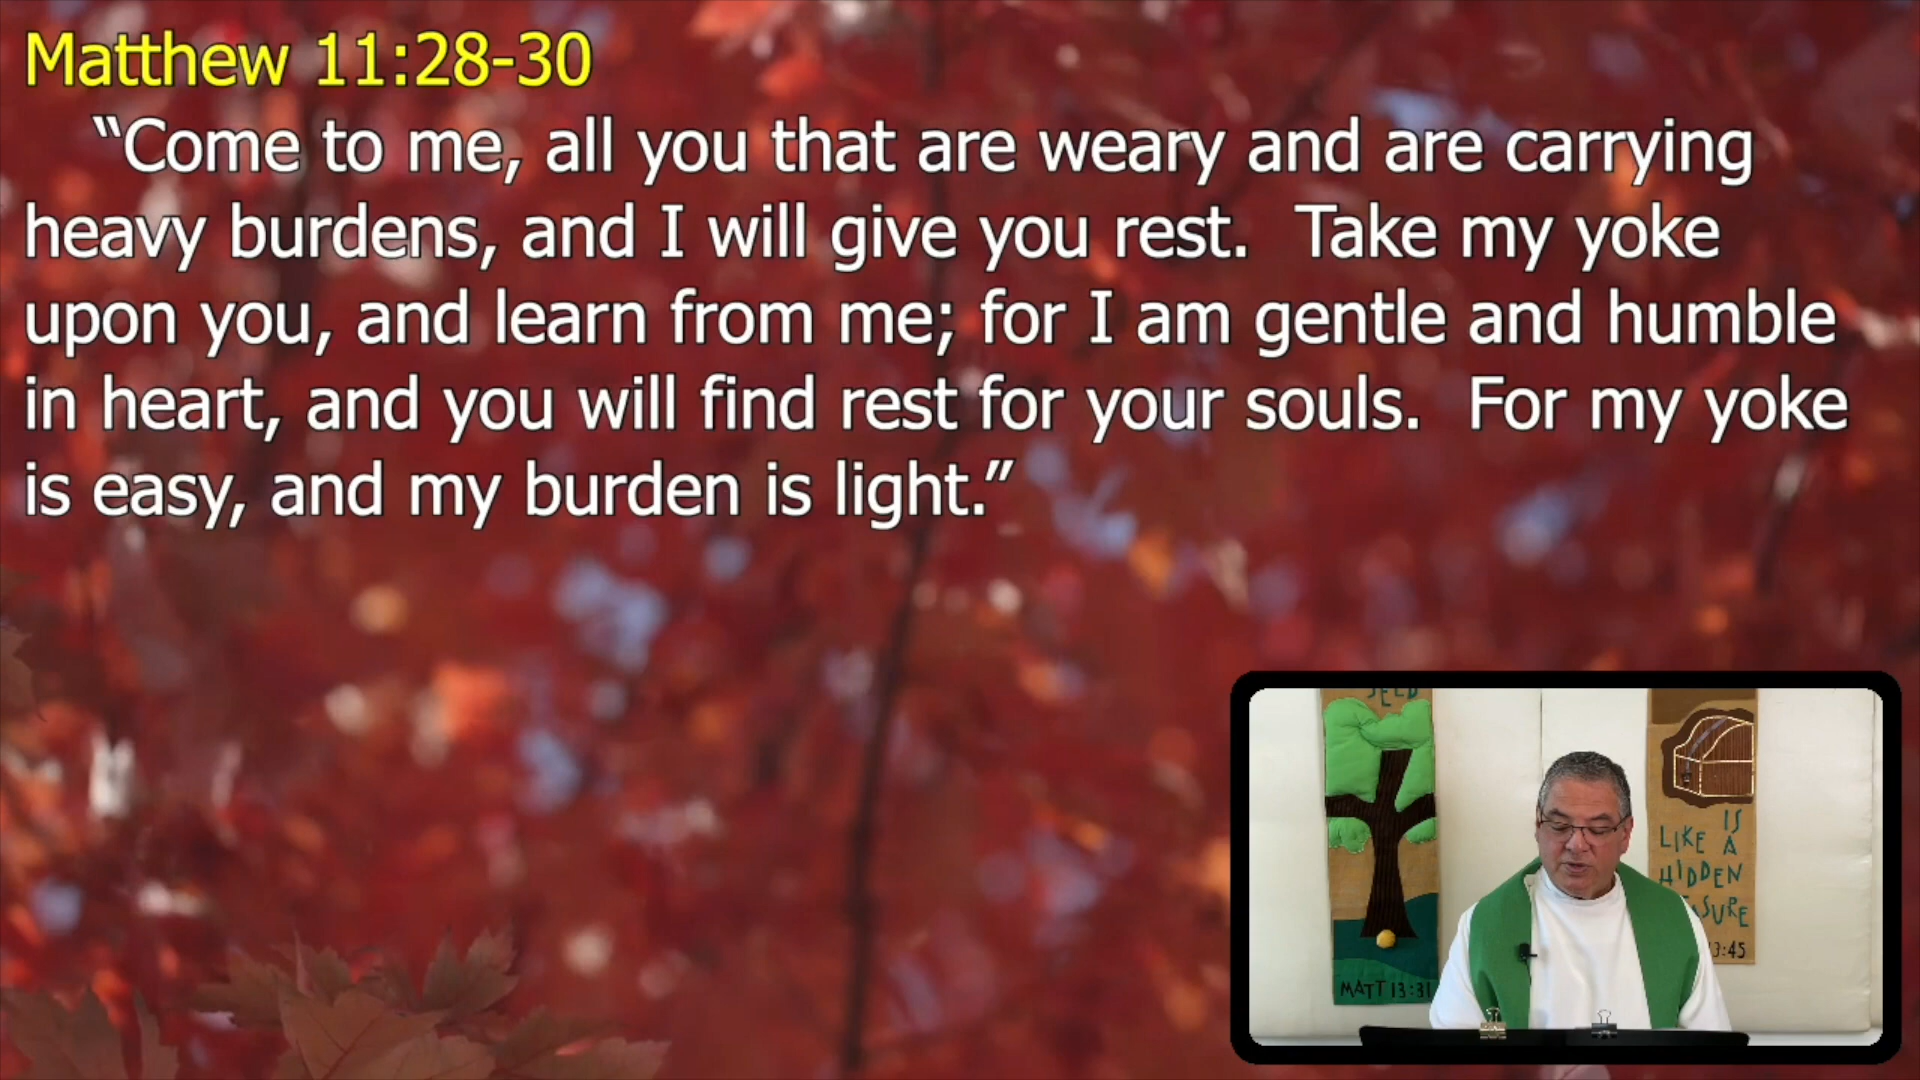 Matthew 11:28-30
“Come to me, all you that are weary and are carrying
heavy burdens, and I will give you rest.  Take my yoke
upon you, and learn from me; for I am gentle and humble
in heart, and you will find rest for your souls.  For my yoke
is easy, and my burden is light.”
SEED
MATT 13:31
IS
LIKE A
HIDDEN
3:45